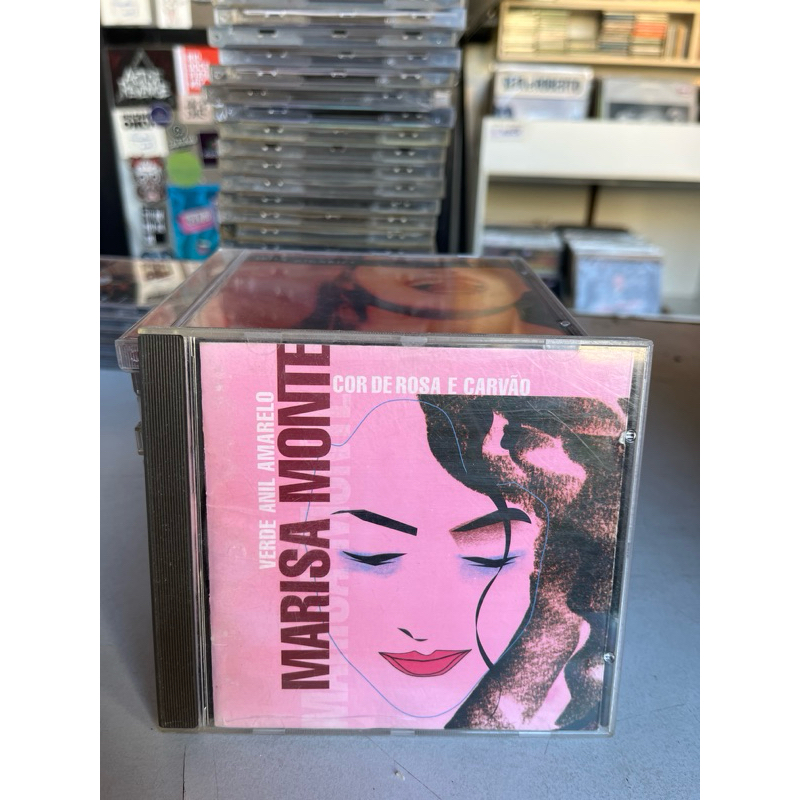 COR DE ROSA E CARVÃO
VERDE ANIL AMARELO
MARISA MONTE